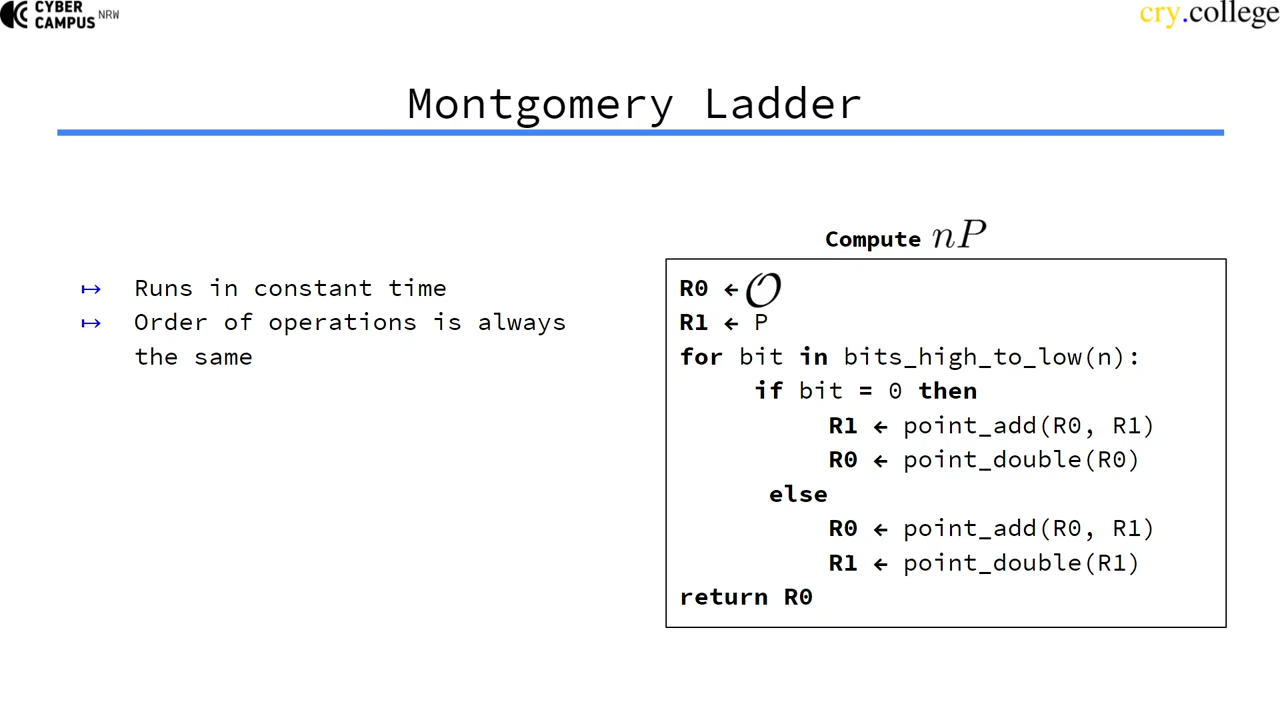 CYBER
CAMPUS NRW
cry.college
Montgomery Ladder
↦ Runs in constant time
↦ Order of operations is always
the same
Compute nP
R0 ← 𝒪
R1 ← P
for bit in bits_high_to_low(n):
if bit = 0 then
R1 ← point_add(R0, R1)
R0 ← point_double(R0)
else
R0 ← point_add(R0, R1)
R1 ← point_double(R1)
return R0